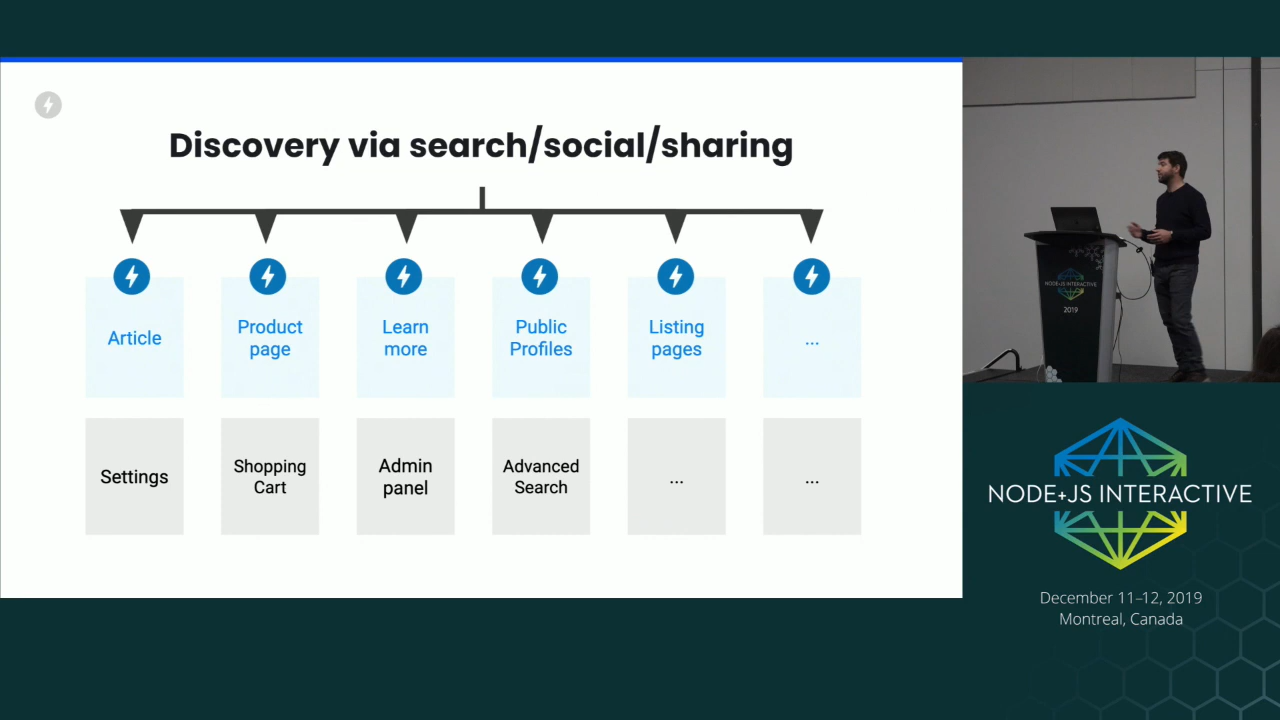 Discovery via search/social/sharing
Article
Product
page
Learn
more
Public
Profiles
Listing
pages
...
Settings
Shopping
Cart
Admin
panel
Advanced
Search
...
...
NODE+JS INTERACTIVE
2019
NODE+JS INTERACTIVE
December 11–12, 2019
Montreal, Canada